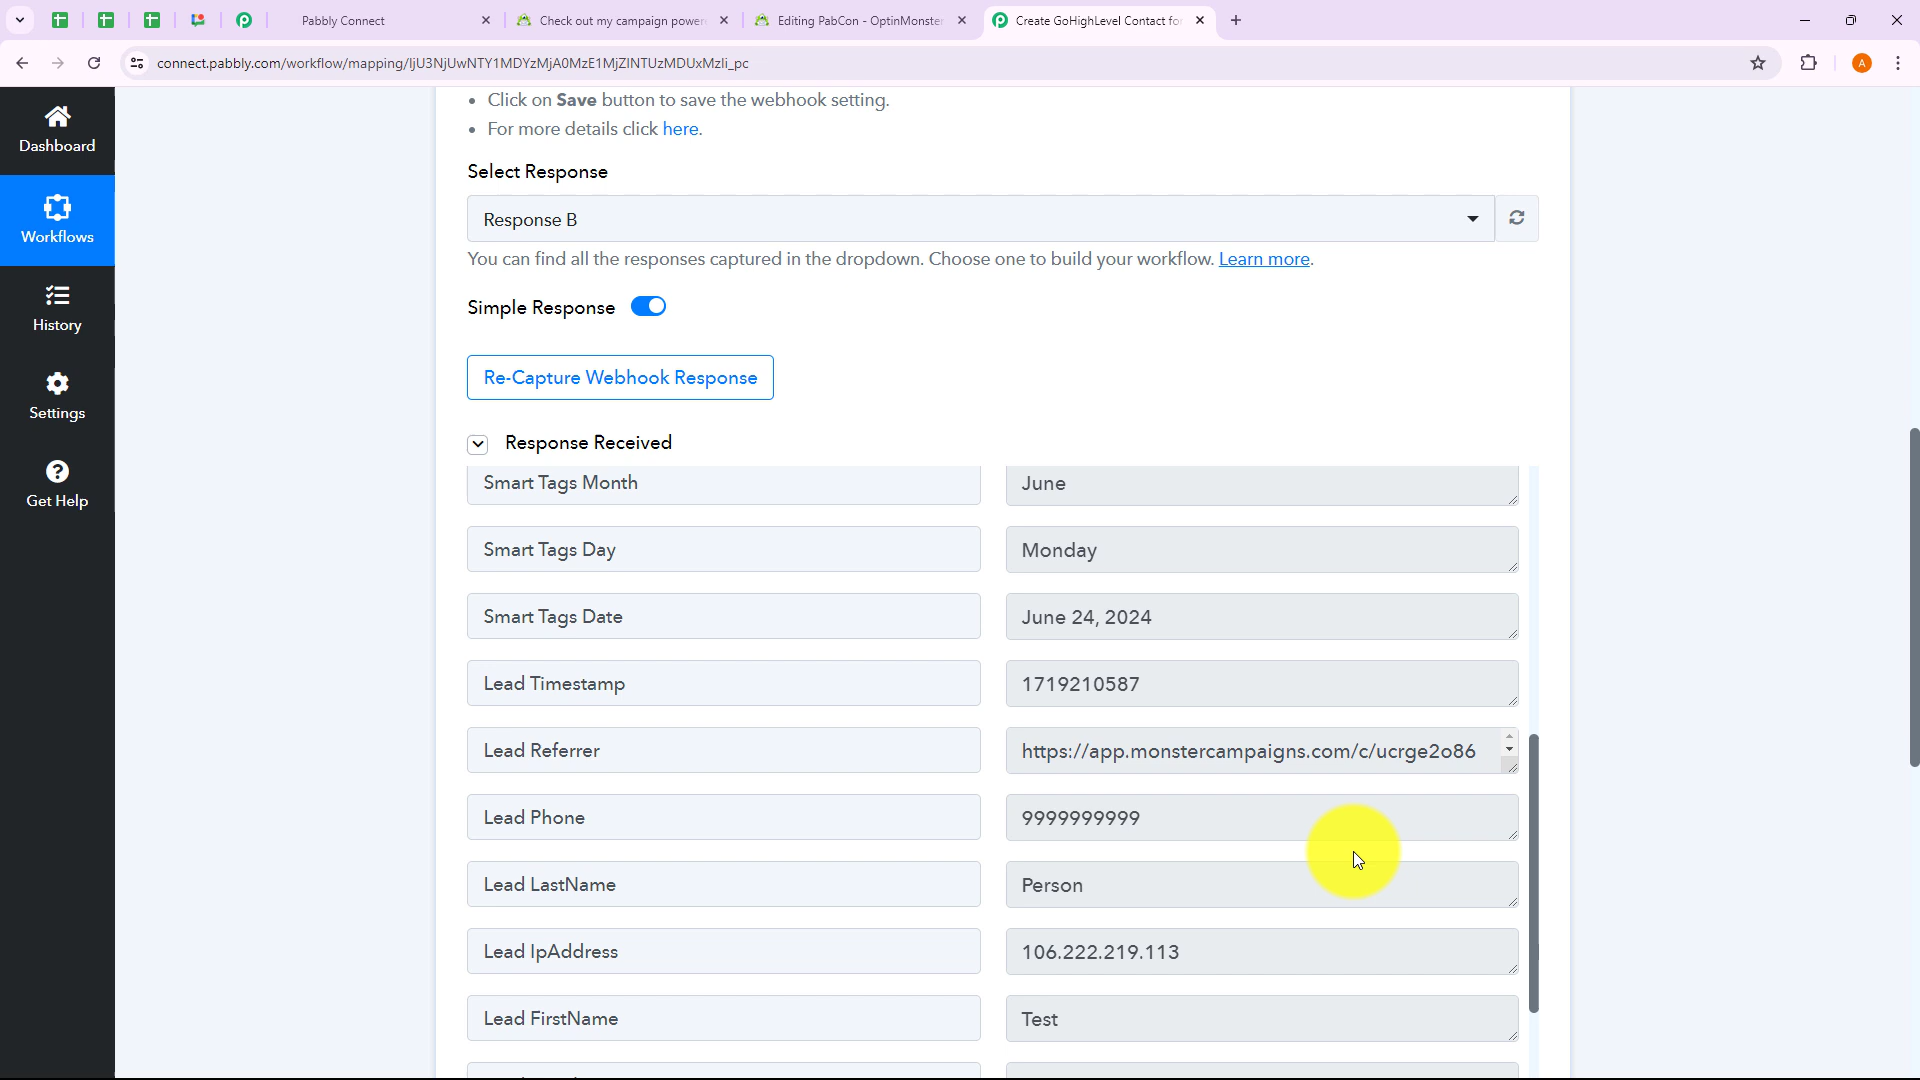 Pabbly Connect
Check out my campaign power
Editing PabCon - OptinMonster
Create GoHighLevel Contact fo
connect.pabbly.com/workflow/mapping/IjU3NjUwNTY1MDYzMjA0MzE1MjZINTUzMDUxMzIi_pc
A
Dashboard
Workflows
History
Settings
Get Help
• Click on Save button to save the webhook setting.
• For more details click here.
Select Response
Response B
You can find all the responses captured in the dropdown. Choose one to build your workflow. Learn more.
Simple Response
Re-Capture Webhook Response
Response Received
Smart Tags Month
June
Smart Tags Day
Monday
Smart Tags Date
June 24, 2024
Lead Timestamp
1719210587
Lead Referrer
https://app.monstercampaigns.com/c/ucrge2o86
Lead Phone
9999999999
Lead LastName
Person
Lead IpAddress
106.222.219.113
Lead FirstName
Test